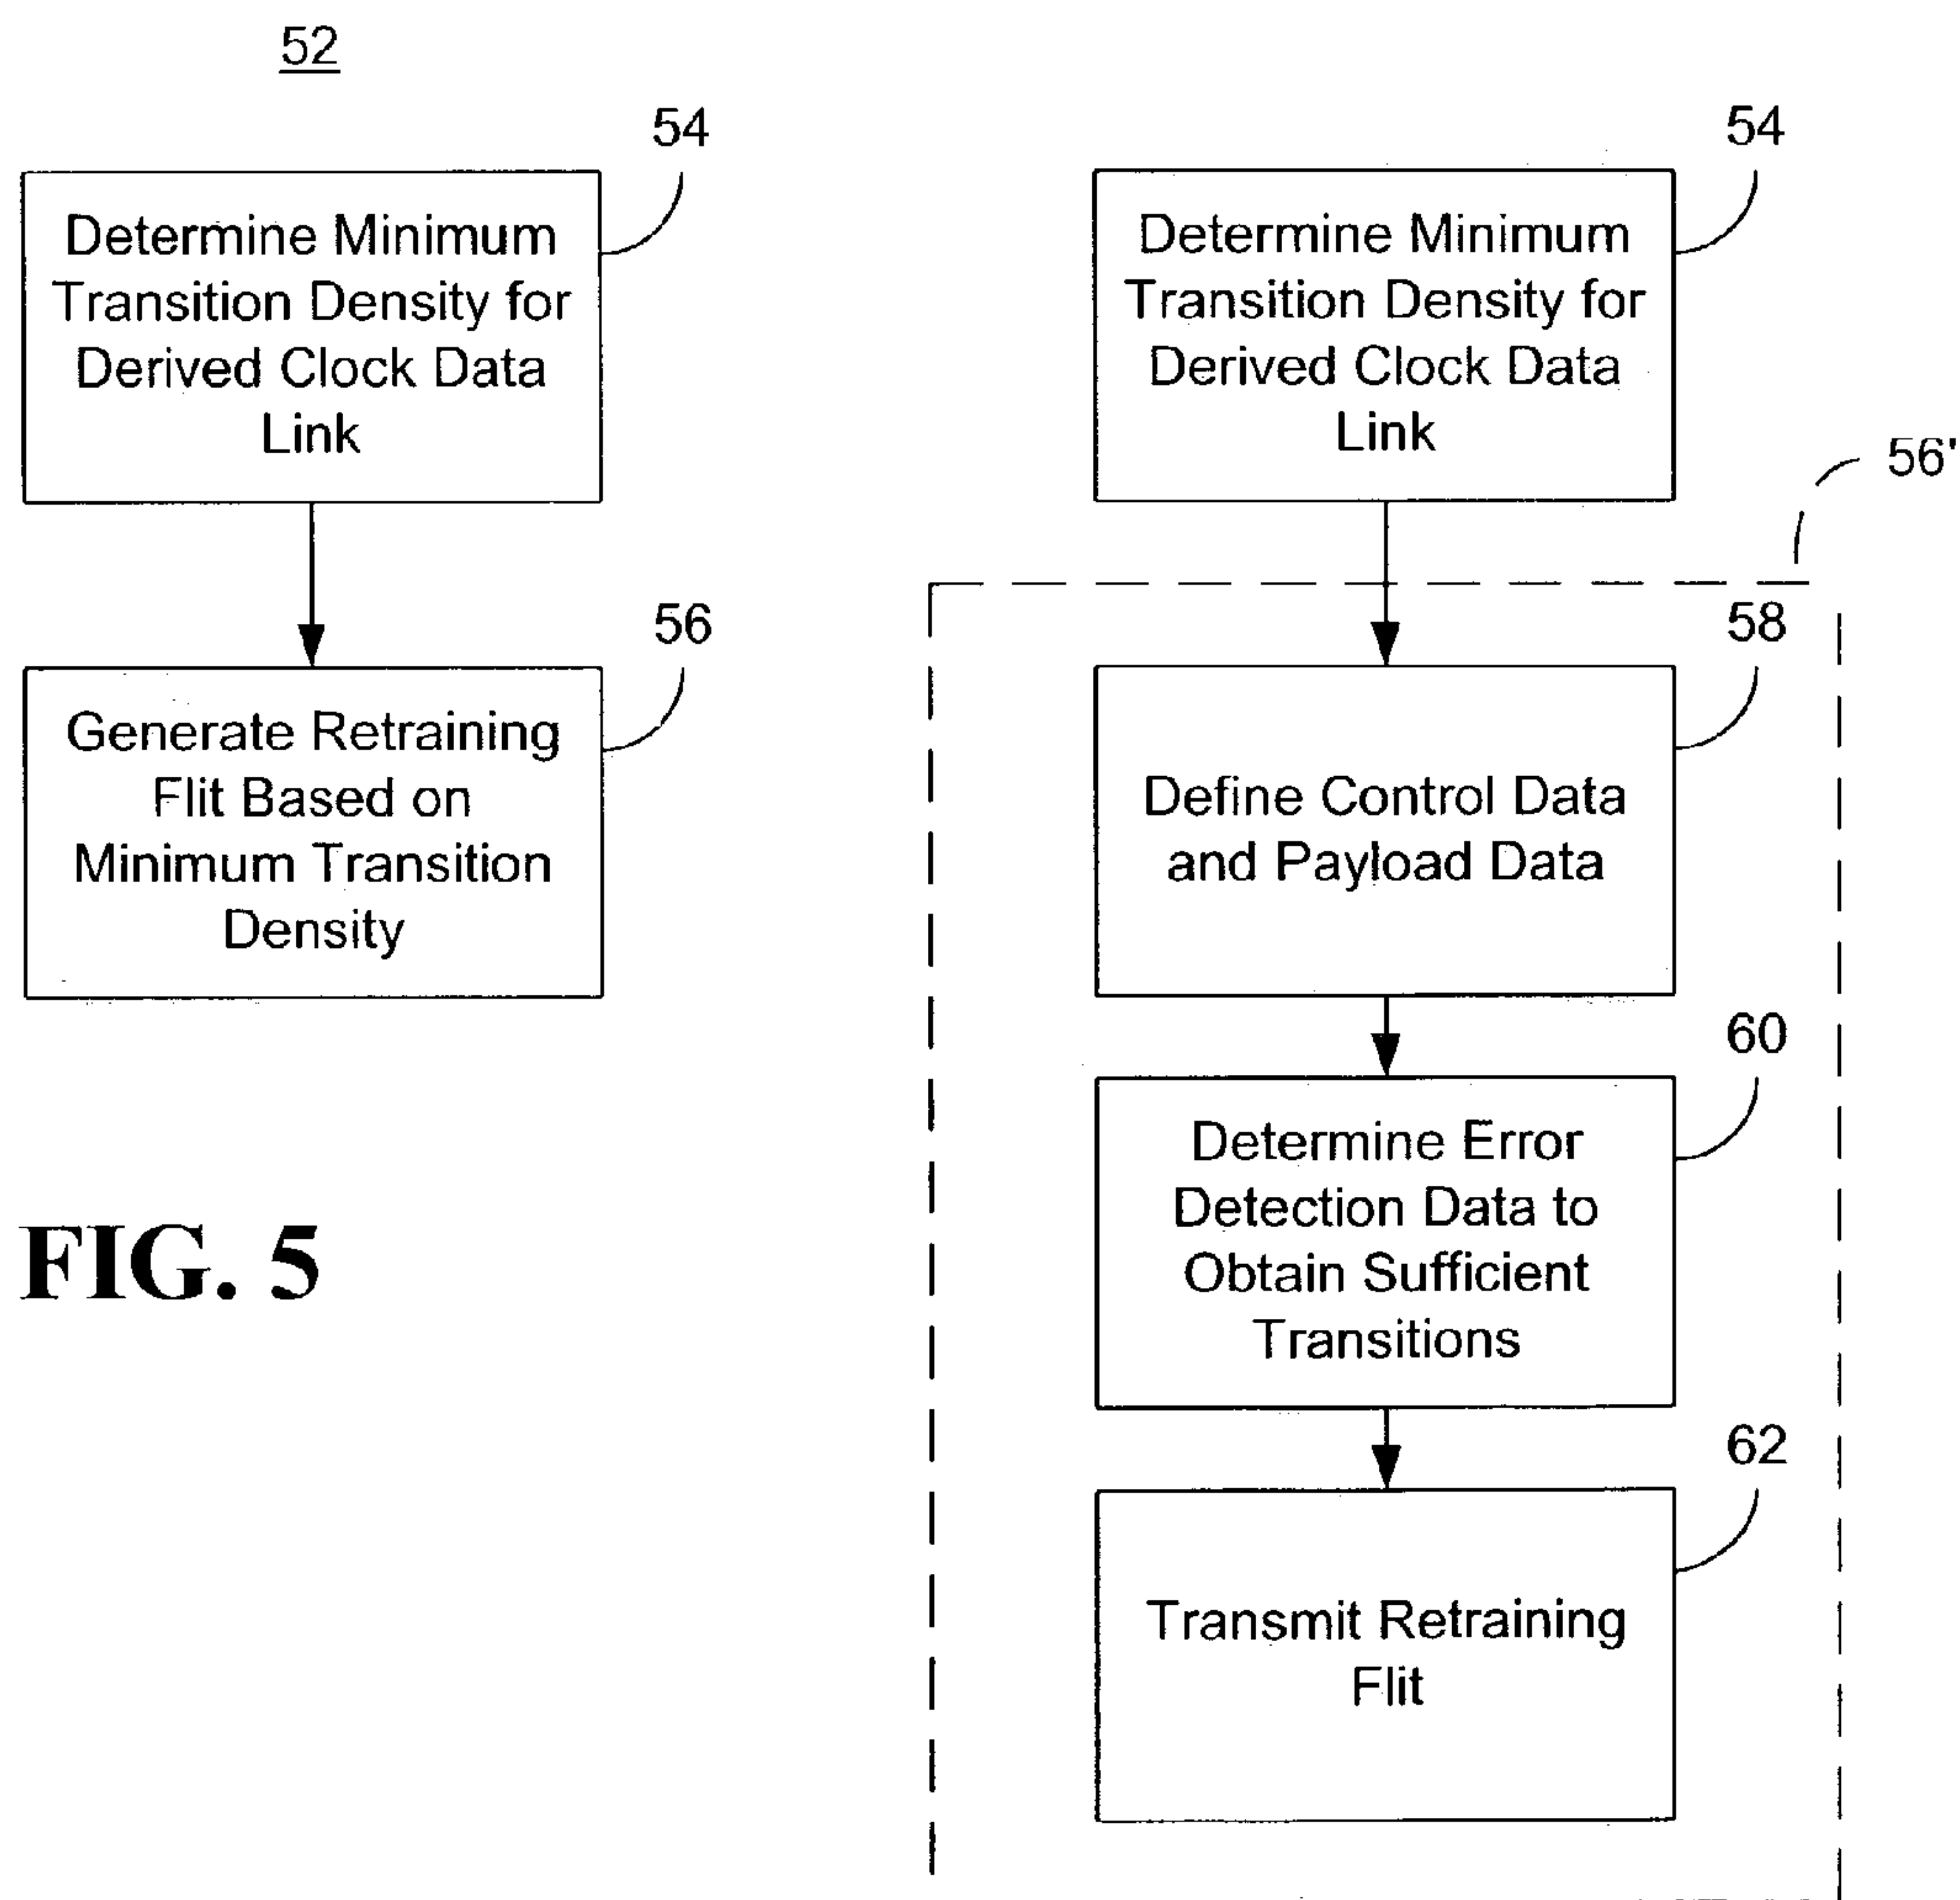 52
54
Determine Minimum
Transition Density for
Derived Clock Data
Link
56
Generate Retraining
Flit Based on
Minimum Transition
Density
FIG. 5
54
Determine Minimum
Transition Density for
Derived Clock Data
Link
56'
58
Define Control Data
and Payload Data
60
Determine Error
Detection Data to
Obtain Sufficient
Transitions
62
Transmit Retraining
Flit